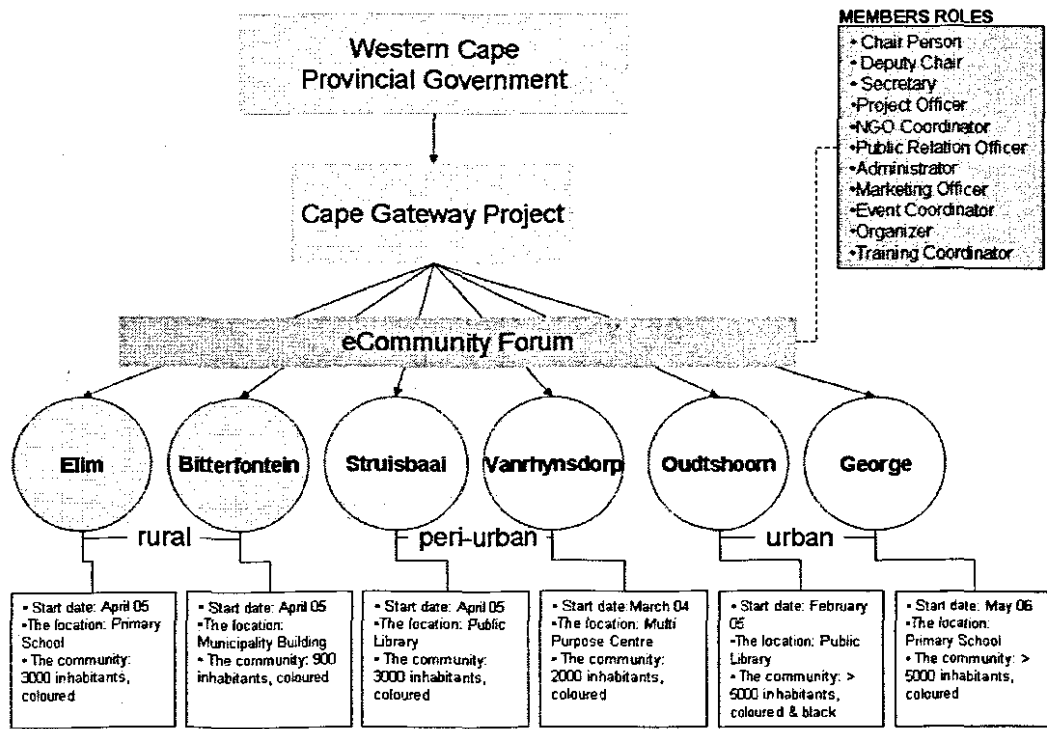 Western Cape
Provincial Government
MEMBERS ROLES
• Chair Person
• Deputy Chair
• Secretary
•Project Officer
•NGO Coordinator
•Public Relation Officer
•Administrator
•Marketing Officer
•Event Coordinator
•Organizer
•Training Coordinator
Cape Gateway Project
eCommunity Forum
Elim
Bitterfontein
Struisbaai
Vanrhynsdorp
Oudtshoorn
George
rural
peri-urban
urban
• Start date: April 05
•The location: Primary
School
• The community:
3000 inhabitants,
coloured
• Start date: April 05
•The location:
Municipality Building
• The community: 900
inhabitants, coloured
• Start date: April 05
•The location: Public
Library
• The community:
3000 inhabitants,
coloured
• Start date:March 04
•The location: Multi
Purpose Centre
• The community:
2000 inhabitants,
coloured
• Start date: February
05
•The location: Public
Library
• The community: >
5000 inhabitants,
coloured & black
• Start date: May 06
•The location:
Primary School
• The community: >
5000 inhabitants,
coloured